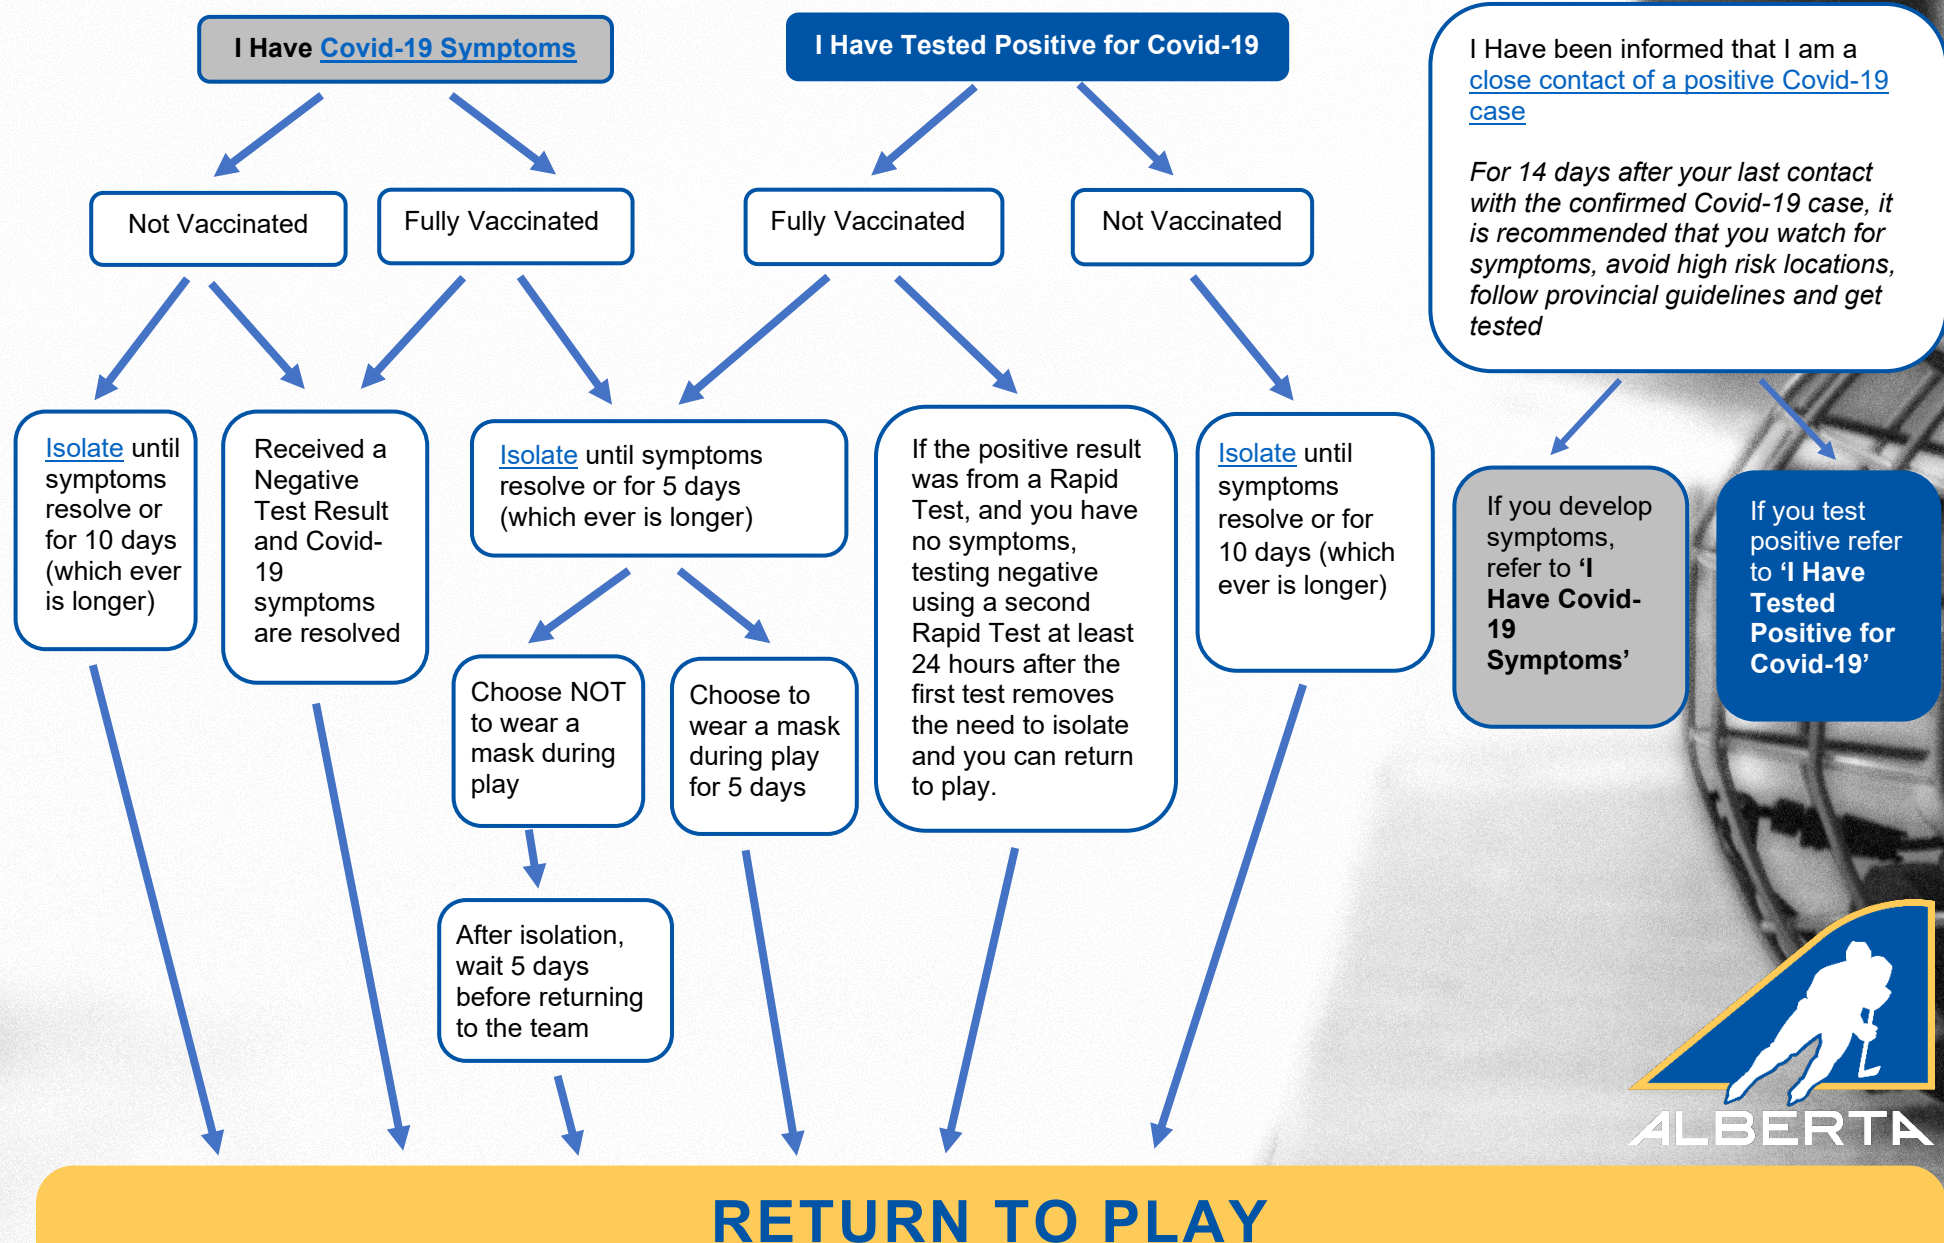 I Have Covid-19 Symptoms
I Have Tested Positive for Covid-19
I Have been informed that I am a
close contact of a positive Covid-19
case
For 14 days after your last contact
with the confirmed Covid-19 case, it
is recommended that you watch for
symptoms, avoid high risk locations,
follow provincial guidelines and get
tested
Not Vaccinated
Fully Vaccinated
Fully Vaccinated
Not Vaccinated
Isolate until
symptoms
resolve or
for 10 days
(which ever
is longer)
Received a
Negative
Test Result
and Covid-
19
symptoms
are resolved
Isolate until symptoms
resolve or for 5 days
(which ever is longer)
If the positive result
was from a Rapid
Test, and you have
no symptoms,
testing negative
using a second
Rapid Test at least
24 hours after the
first test removes
the need to isolate
and you can return
to play.
Isolate until
symptoms
resolve or for
10 days (which
ever is longer)
If you develop
symptoms,
refer to ‘I
Have Covid-
19
Symptoms’
If you test
positive refer
to ‘I Have
Tested
Positive for
Covid-19’
Choose NOT
to wear a
mask during
play
Choose to
wear a mask
during play
for 5 days
After isolation,
wait 5 days
before returning
to the team
ALBERTA
RETURN TO PLAY